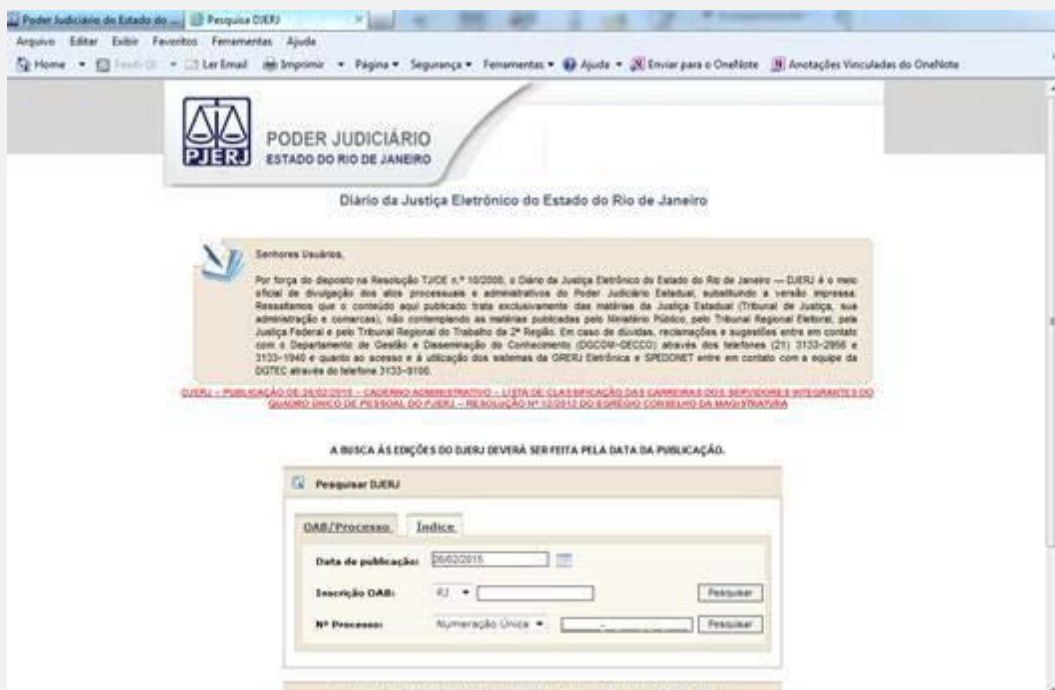 Poder Judiciário do Estado do ...
Pesquisa DJERJ
Arquivo Editar Exibir Favoritos Ferramentas Ajuda
Home Ler Email Imprimir Página Segurança Ferramentas Ajuda Enviar para o OneNote Anotações Vinculadas do OneNote
PJERJ
PODER JUDICIÁRIO
ESTADO DO RIO DE JANEIRO
Diário da Justiça Eletrônico do Estado do Rio de Janeiro
Senhores Usuários,
Por força do disposto na Resolução TJ/OE n.º 10/2008, o Diário da Justiça Eletrônico do Estado do Rio de Janeiro — DJERJ é o meio
oficial de divulgação dos atos processuais e administrativos do Poder Judiciário Estadual, substituindo a versão impressa.
Ressaltamos que o conteúdo aqui publicado trata exclusivamente das matérias da Justiça Estadual (Tribunal de Justiça, sua
administração e comarcas), não contemplando as matérias publicadas pelo Ministério Público, pelo Tribunal Regional Eleitoral, pela
Justiça Federal e pelo Tribunal Regional do Trabalho da 2ª Região. Em caso de dúvidas, reclamações e sugestões entre em contato
com o Departamento de Gestão e Disseminação do Conhecimento (DGCOM-DECCO) através dos telefones (21) e
3133-1940 e quanto ao acesso e à utilização dos sistemas da GRERJ Eletrônica e SPEDONET entre em contato com a equipe da
DGTEC através do telefone 3133-9100.
DJERJ – PUBLICAÇÃO DE 26/02/2015 – CADERNO ADMINISTRATIVO – LISTA DE CLASSIFICAÇÃO DAS CARREIRAS DOS SERVIDORES INTEGRANTES DO
QUADRO ÚNICO DE PESSOAL DO PJERJ – RESOLUÇÃO Nº 12/2012 DO EGRÉGIO CONSELHO DA MAGISTRATURA
A BUSCA ÀS EDIÇÕES DO DJERJ DEVERÁ SER FEITA PELA DATA DA PUBLICAÇÃO.
Pesquisar DJERJ
OAB/Processo Índice
Data de publicação: 26/02/2015
Inscrição OAB: RJ Pesquisar
Nº Processo: Numeração Única Pesquisar